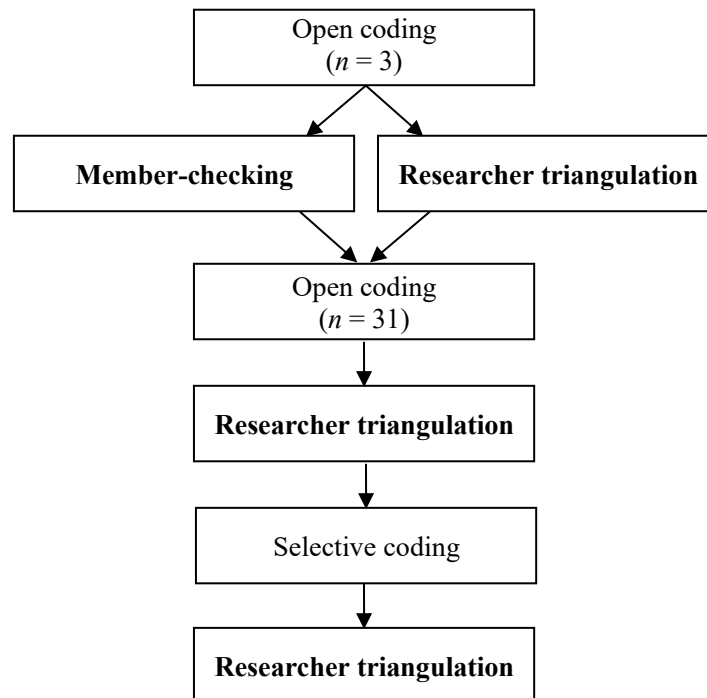 Open coding
(n = 3)
Member-checking
Researcher triangulation
Open coding
(n = 31)
Researcher triangulation
Selective coding
Researcher triangulation